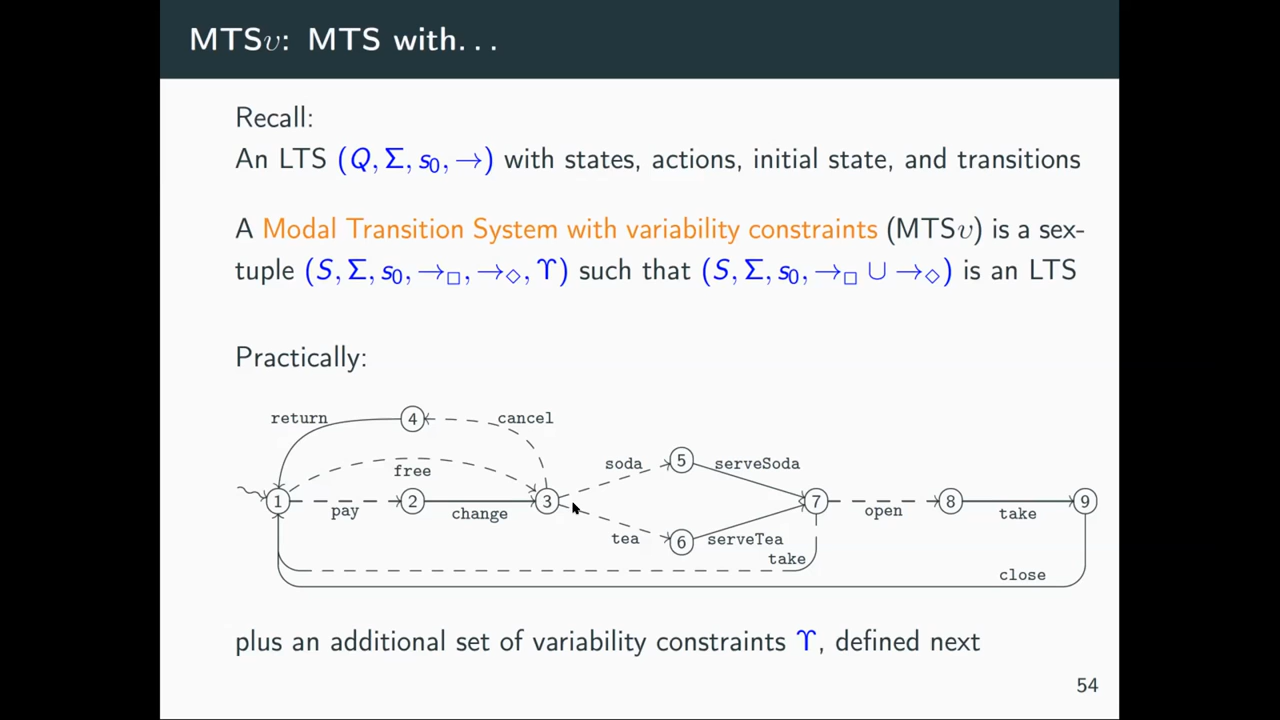 MTSυ: MTS with...
Recall:
An LTS (Q, Σ, s₀, →) with states, actions, initial state, and transitions
A Modal Transition System with variability constraints (MTSυ) is a sex-
tuple (S, Σ, s₀, →□, →◇, ϒ) such that (S, Σ, s₀, →□ ∪ →◇) is an LTS
Practically:
return 4 cancel
free
soda 5 serveSoda
1 pay 2 change 3
7 open 8 take 9
tea 6 serveTea
take
close
plus an additional set of variability constraints ϒ, defined next
54